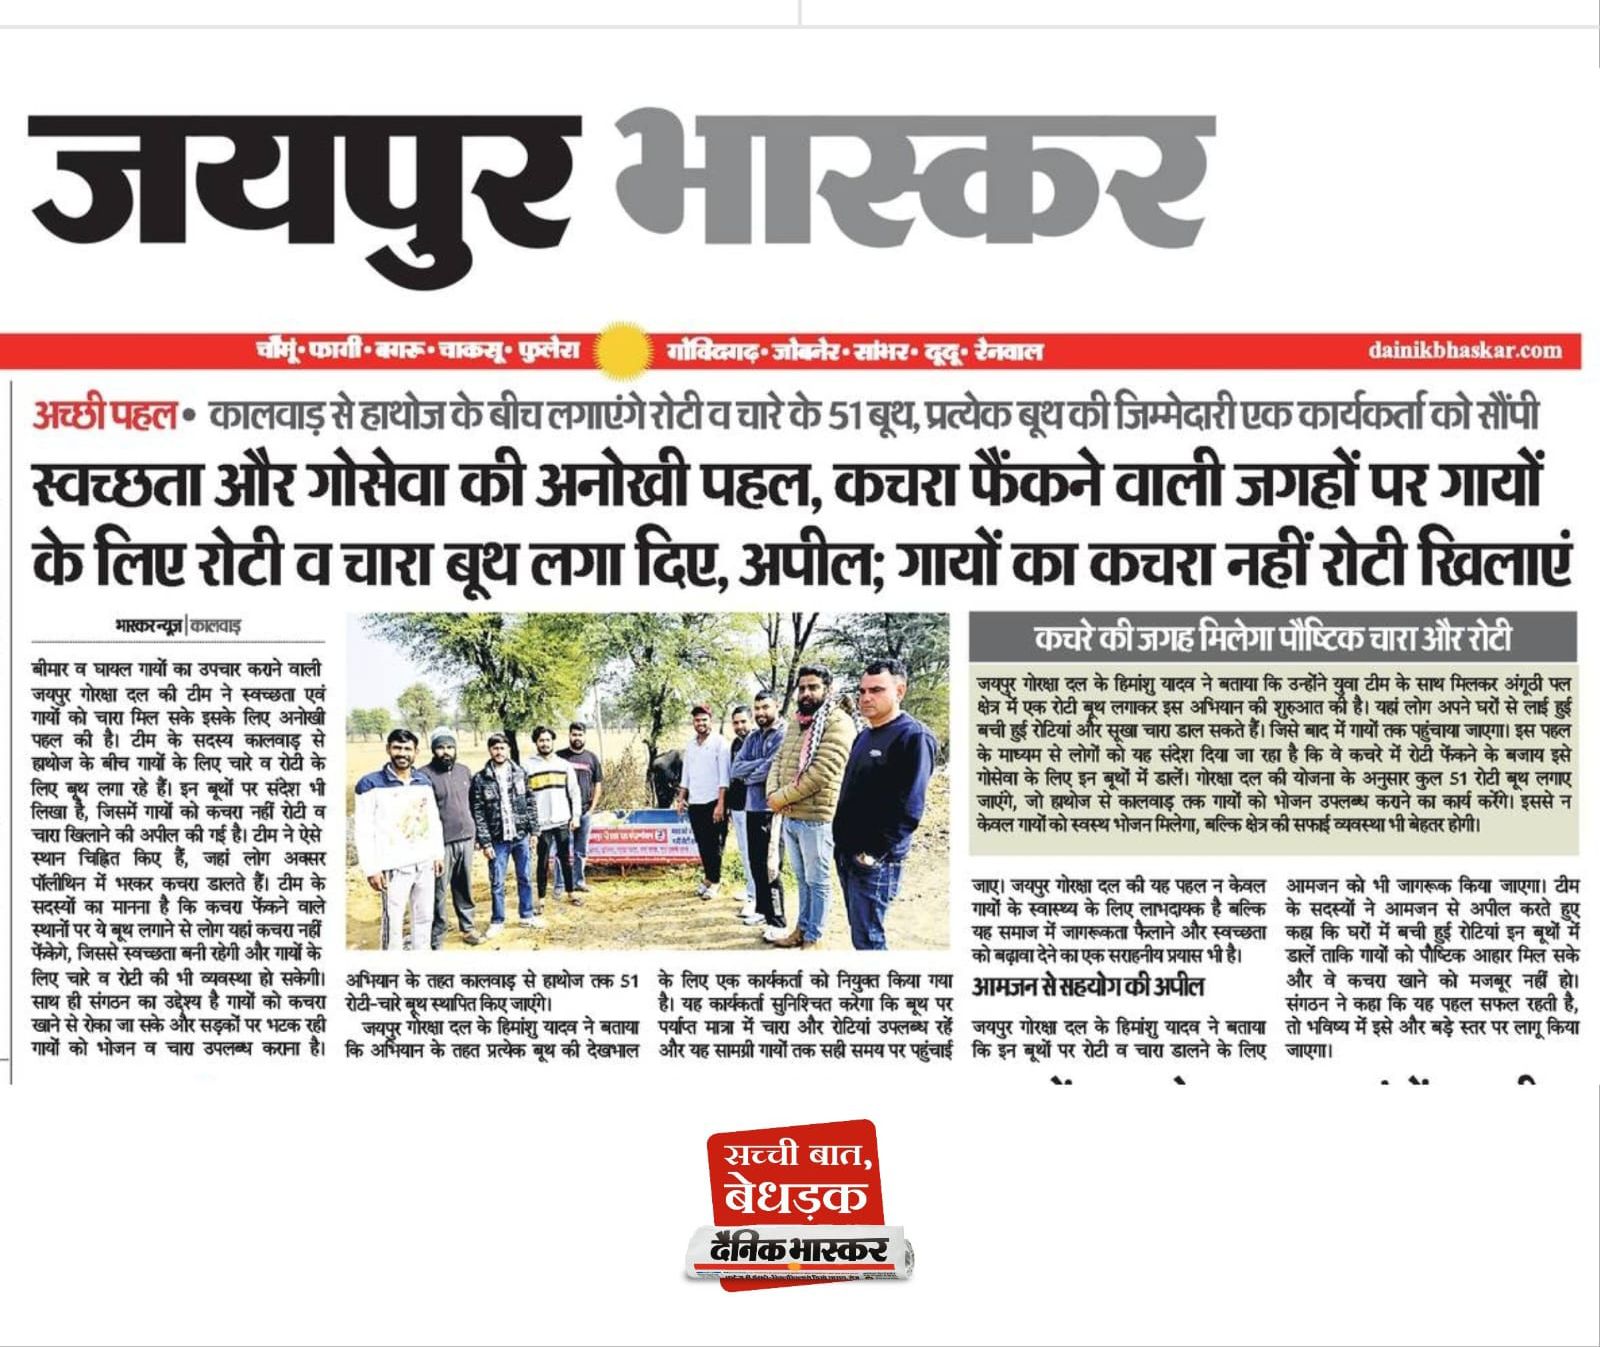 जयपुर भास्कर
चौंमूं • फागी • बगरू • चाकसू • फुलेरा
गोविंदगढ़ • जोबनेर • सांभर • दूदू • रेनवाल
dainikbhaskar.com
अच्छी पहल • कालवाड़ से हाथोज के बीच लगाएंगे रोटी व चारे के 51 बूथ, प्रत्येक बूथ की जिम्मेदारी एक कार्यकर्ता को सौंपी
स्वच्छता और गोसेवा की अनोखी पहल, कचरा फैंकने वाली जगहों पर गायों
के लिए रोटी व चारा बूथ लगा दिए, अपील; गायों का कचरा नहीं रोटी खिलाएं
भास्कर न्यूज | कालवाड़
बीमार व घायल गायों का उपचार कराने वाली
जयपुर गोरक्षा दल की टीम ने स्वच्छता एवं
गायों को चारा मिल सके इसके लिए अनोखी
पहल की है। टीम के सदस्य कालवाड़ से
हाथोज के बीच गायों के लिए चारे व रोटी के
लिए बूथ लगा रहे हैं। इन बूथों पर संदेश भी
लिखा है, जिसमें गायों को कचरा नहीं रोटी व
चारा खिलाने की अपील की गई है। टीम ने ऐसे
स्थान चिह्नित किए हैं, जहां लोग अक्सर
पॉलीथिन में भरकर कचरा डालते हैं। टीम के
सदस्यों का मानना है कि कचरा फेंकने वाले
स्थानों पर ये बूथ लगाने से लोग यहां कचरा नहीं
फेंकेगे, जिससे स्वच्छता बनी रहेगी और गायों के
लिए चारे व रोटी की भी व्यवस्था हो सकेगी।
साथ ही संगठन का उद्देश्य है गायों को कचरा
खाने से रोका जा सके और सड़कों पर भटक रही
गायों को भोजन व चारा उपलब्ध कराना है।
अभियान के तहत कालवाड़ से हाथोज तक 51
रोटी-चारे बूथ स्थापित किए जाएंगे।
जयपुर गोरक्षा दल के हिमांशु यादव ने बताया
कि अभियान के तहत प्रत्येक बूथ की देखभाल
के लिए एक कार्यकर्ता को नियुक्त किया गया
है। यह कार्यकर्ता सुनिश्चित करेगा कि बूथ पर
पर्याप्त मात्रा में चारा और रोटियां उपलब्ध रहें
और यह सामग्री गायों तक सही समय पर पहुंचाई
कचरे की जगह मिलेगा पौष्टिक चारा और रोटी
जयपुर गोरक्षा दल के हिमांशु यादव ने बताया कि उन्होंने युवा टीम के साथ मिलकर अंगूठी पल
क्षेत्र में एक रोटी बूथ लगाकर इस अभियान की शुरुआत की है। यहां लोग अपने घरों से लाई हुई
बची हुई रोटियां और सूखा चारा डाल सकते हैं। जिसे बाद में गायों तक पहुंचाया जाएगा। इस पहल
के माध्यम से लोगों को यह संदेश दिया जा रहा है कि वे कचरे में रोटी फेंकने के बजाय इसे
गोसेवा के लिए इन बूथों में डालें। गोरक्षा दल की योजना के अनुसार कुल 51 रोटी बूथ लगाए
जाएंगे, जो हाथोज से कालवाड़ तक गायों को भोजन उपलब्ध कराने का कार्य करेंगे। इससे न
केवल गायों को स्वस्थ भोजन मिलेगा, बल्कि क्षेत्र की सफाई व्यवस्था भी बेहतर होगी।
जाए। जयपुर गोरक्षा दल की यह पहल न केवल
गायों के स्वास्थ्य के लिए लाभदायक है बल्कि
यह समाज में जागरूकता फैलाने और स्वच्छता
को बढ़ावा देने का एक सराहनीय प्रयास भी है।
आमजन से सहयोग की अपील
जयपुर गोरक्षा दल के हिमांशु यादव ने बताया
कि इन बूथों पर रोटी व चारा डालने के लिए
आमजन को भी जागरूक किया जाएगा। टीम
के सदस्यों ने आमजन से अपील करते हुए
कहा कि घरों में बची हुई रोटियां इन बूथों में
डालें ताकि गायों को पौष्टिक आहार मिल सके
और वे कचरा खाने को मजबूर नहीं हो।
संगठन ने कहा कि यह पहल सफल रहती है,
तो भविष्य में इसे और बड़े स्तर पर लागू किया
जाएगा।
सच्ची बात,
बेधड़क
दैनिक भास्कर